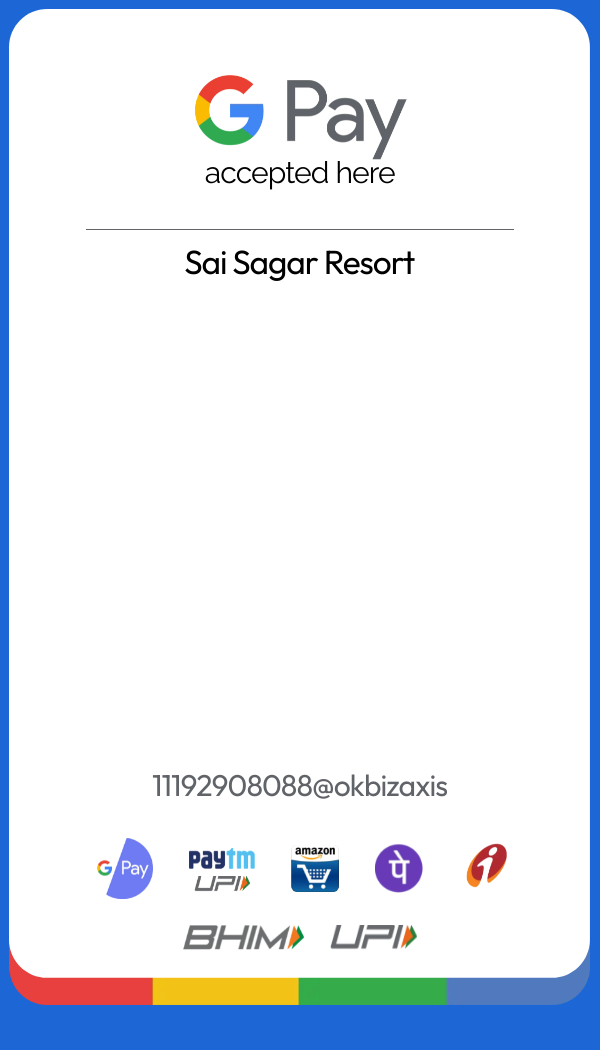 G Pay
accepted here
Sai Sagar Resort
11192908088@okbizaxis
G Pay
paytm
UPI
amazon
पे
i
BHIM
UPI